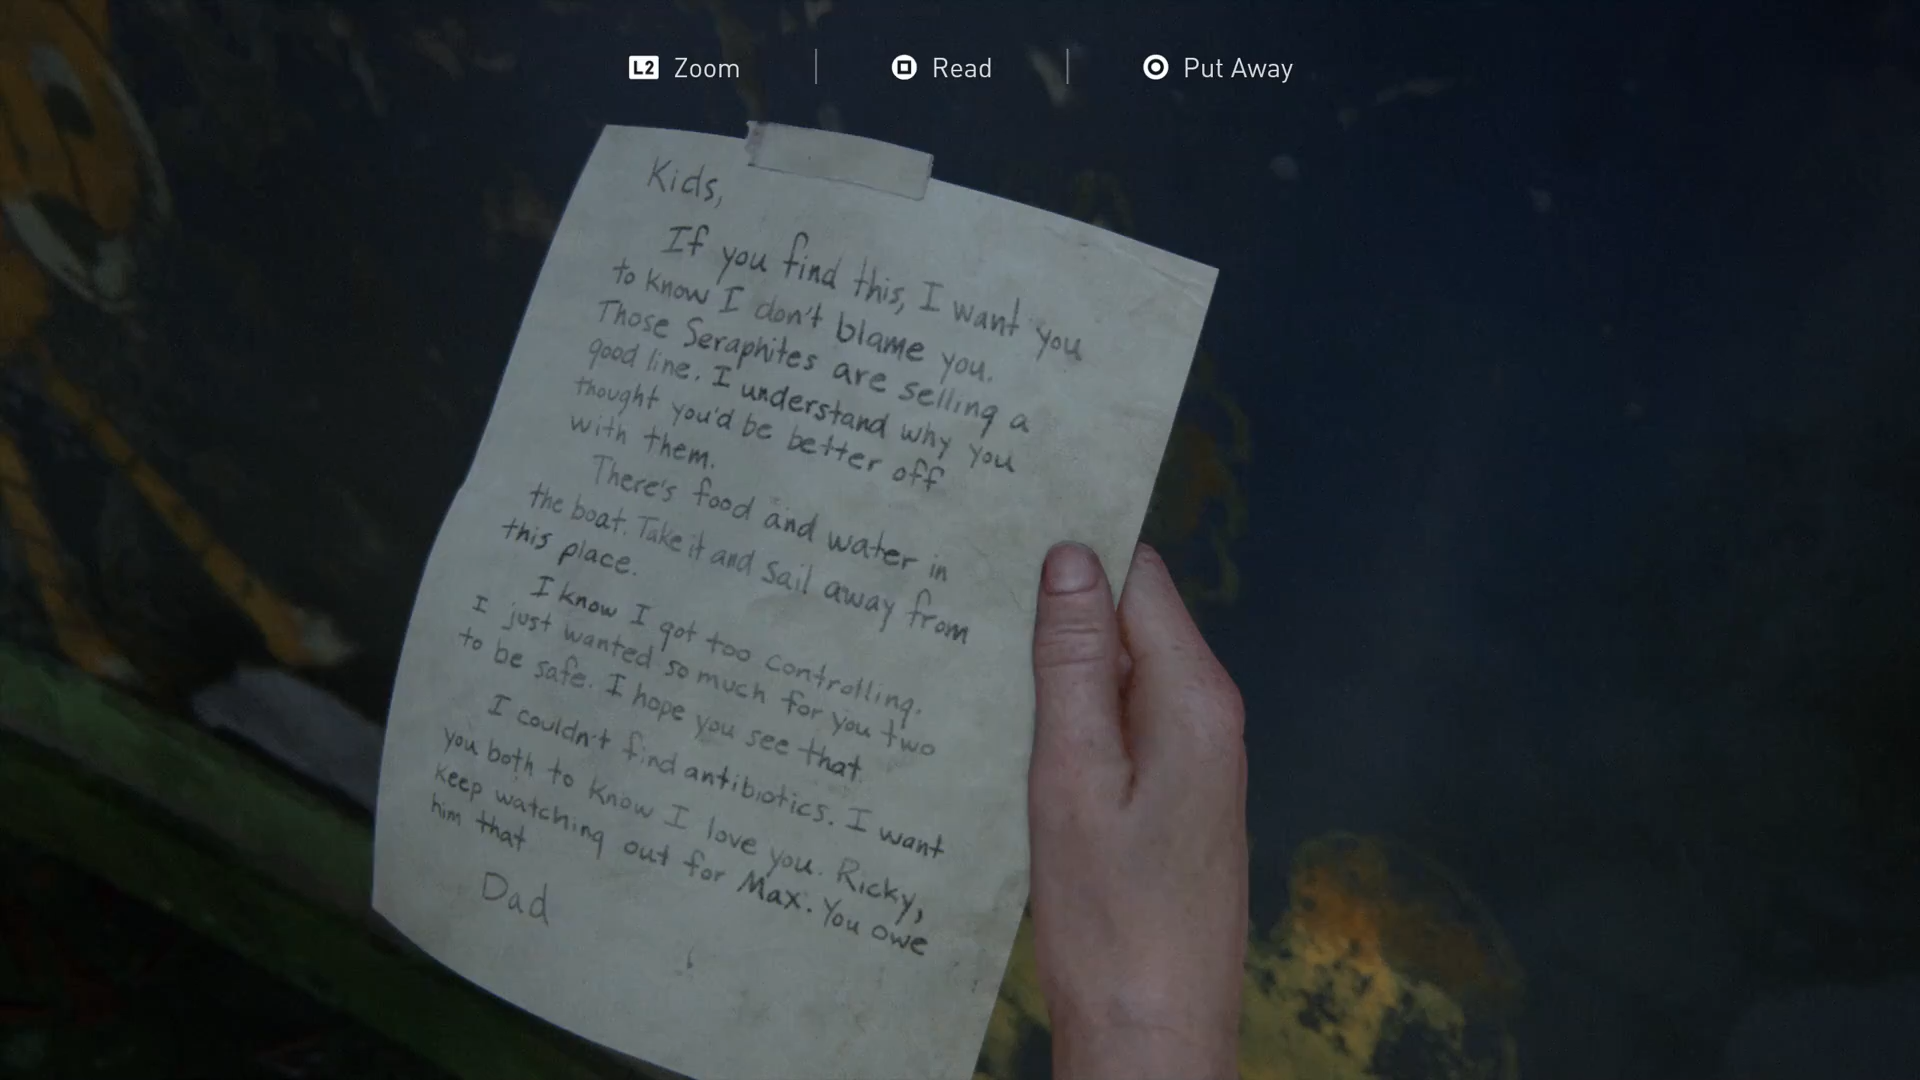 L2 Zoom | Read | Put Away
Kids,
If you find this, I want you
to know I don't blame you.
Those Seraphites are selling a
good line. I understand why you
thought you'd be better off
with them.
There's food and water in
the boat. Take it and sail away from
this place.
I know I got too controlling.
I just wanted so much for you two
to be safe. I hope you see that.
I couldn't find antibiotics. I want
you both to know I love you. Ricky,
keep watching out for Max. You owe
him that
Dad